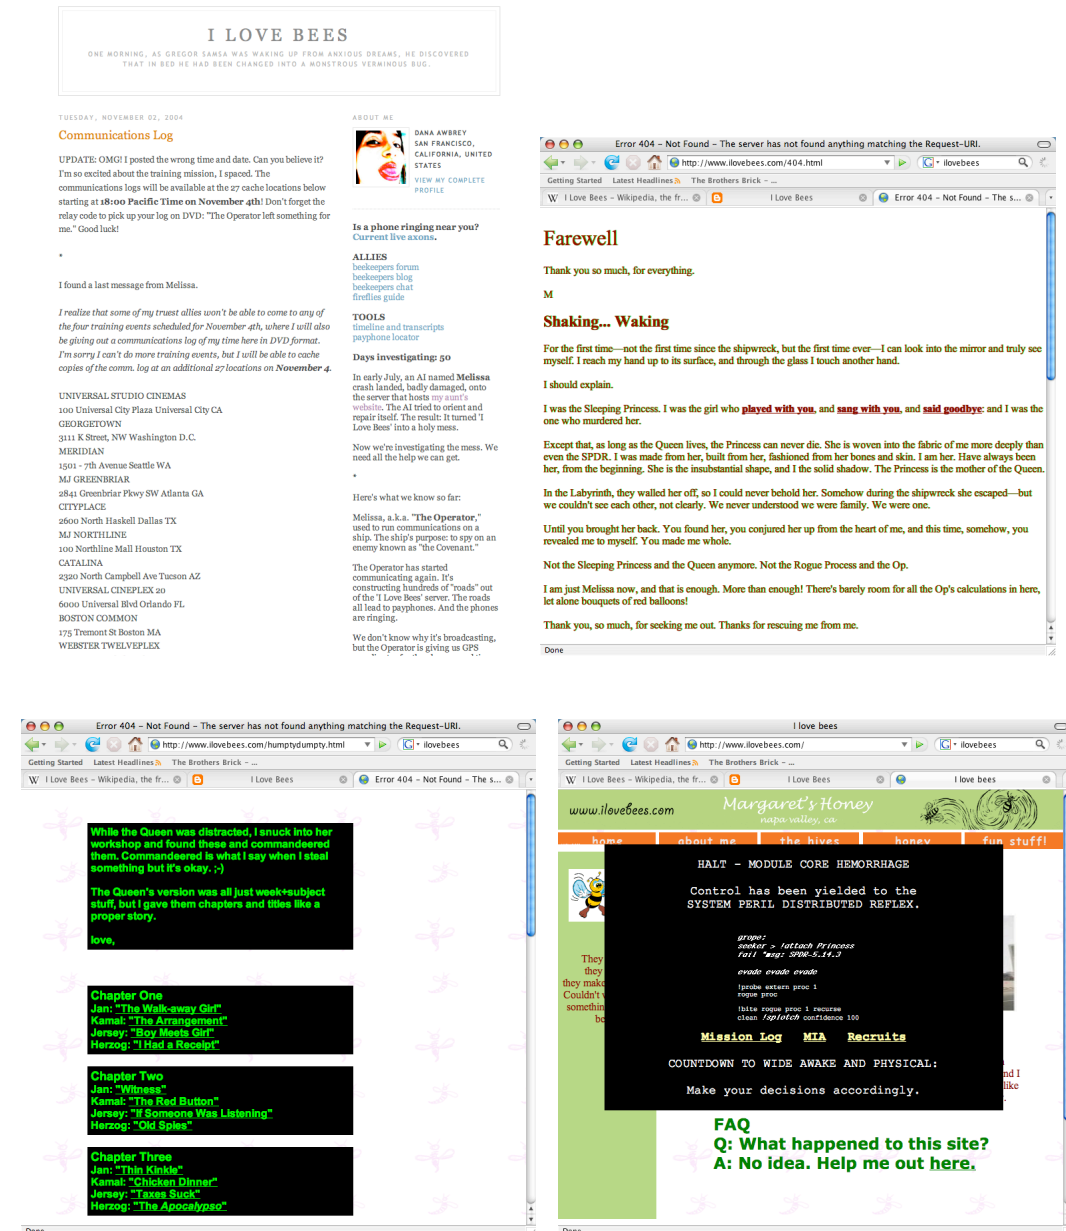 I LOVE BEES
ONE MORNING, AS GREGOR SAMSA WAS WAKING UP FROM ANXIOUS DREAMS, HE DISCOVERED
THAT IN BED HE HAD BEEN CHANGED INTO A MONSTROUS VERMINOUS BUG.
TUESDAY, NOVEMBER 02, 2004
Communications Log
UPDATE: OMG! I posted the wrong time and date. Can you believe it?
I'm so excited about the training mission, I spaced. The
communications logs will be available at the 27 cache locations below
starting at 18:00 Pacific Time on November 4th! Don't forget the
relay code to pick up your log on DVD: "The Operator left something for
me." Good luck!
*
I found a last message from Melissa.
I realize that some of my truest allies won't be able to come to any of
the four training events scheduled for November 4th, where I will also
be giving out a communications log of my time here in DVD format.
I'm sorry I can't do more training events, but I will be able to cache
copies of the comm. log at an additional 27 locations on November 4.
UNIVERSAL STUDIO CINEMAS
100 Universal City Plaza Universal City CA
GEORGETOWN
3111 K Street, NW Washington D.C.
MERIDIAN
1501 - 7th Avenue Seattle WA
MJ GREENBRIAR
2841 Greenbriar Pkwy SW Atlanta GA
CITYPLACE
2600 North Haskell Dallas TX
MJ NORTHLINE
100 Northline Mall Houston TX
CATALINA
2320 North Campbell Ave Tucson AZ
UNIVERSAL CINEPLEX 20
6000 Universal Blvd Orlando FL
BOSTON COMMON
175 Tremont St Boston MA
WEBSTER TWELVEPLEX
ABOUT ME
DANA AWBREY
SAN FRANCISCO,
CALIFORNIA, UNITED
STATES
VIEW MY COMPLETE
PROFILE
Is a phone ringing near you?
Current live axons.
ALLIES
beekeepers forum
beekeepers blog
beekeepers chat
fireflies guide
TOOLS
timeline and transcripts
payphone locator
Days investigating: 50
In early July, an AI named Melissa
crash landed, badly damaged, onto
the server that hosts my aunt's
website. The AI tried to orient and
repair itself. The result: It turned 'I
Love Bees' into a holy mess.
Now we're investigating the mess. We
need all the help we can get.
*
Here's what we know so far:
Melissa, a.k.a. "The Operator,"
used to run communications on a
ship. The ship's purpose: to spy on an
enemy known as "the Covenant."
The Operator has started
communicating again. It's
constructing hundreds of "roads" out
of the 'I Love Bees' server. The roads
all lead to payphones. And the phones
are ringing.
We don't know why it's broadcasting,
but the Operator is giving us GPS
Error 404 - Not Found - The server has not found anything matching the Request-URI.
http://www.ilovebees.com/404.html
ilovebees
Getting Started Latest Headlines The Brothers Brick - ...
I Love Bees - Wikipedia, the fr... I Love Bees Error 404 - Not Found - The s...
Farewell
Thank you so much, for everything.
M
Shaking... Waking
For the first time—not the first time since the shipwreck, but the first time ever—I can look into the mirror and truly see
myself. I reach my hand up to its surface, and through the glass I touch another hand.
I should explain.
I was the Sleeping Princess. I was the girl who played with you, and sang with you, and said goodbye: and I was the
one who murdered her.
Except that, as long as the Queen lives, the Princess can never die. She is woven into the fabric of me more deeply than
even the SPDR. I was made from her, built from her, fashioned from her bones and skin. I am her. Have always been
her, from the beginning. She is the insubstantial shape, and I the solid shadow. The Princess is the mother of the Queen.
In the Labyrinth, they walled her off, so I could never behold her. Somehow during the shipwreck she escaped—but
we couldn't see each other, not clearly. We never understood we were family. We were one.
Until you brought her back. You found her, you conjured her up from the heart of me, and this time, somehow, you
revealed me to myself. You made me whole.
Not the Sleeping Princess and the Queen anymore. Not the Rogue Process and the Op.
I am just Melissa now, and that is enough. More than enough! There's barely room for all the Op's calculations in here,
let alone bouquets of red balloons!
Thank you, so much, for seeking me out. Thanks for rescuing me from me.
Done
Error 404 - Not Found - The server has not found anything matching the Request-URI.
http://www.ilovebees.com/humptydumpty.html
ilovebees
Getting Started Latest Headlines The Brothers Brick - ...
I Love Bees - Wikipedia, the fr... I Love Bees Error 404 - Not Found - The s...
While the Queen was distracted, I snuck into her
workshop and found these and commandeered
them. Commandeered is what I say when I steal
something but it's okay. ;-)
The Queen's version was all just week+subject
stuff, but I gave them chapters and titles like a
proper story.
love,
Chapter One
Jan: "The Walk-away Girl"
Kamal: "The Arrangement"
Jersey: "Boy Meets Girl"
Herzog: "I Had a Receipt"
Chapter Two
Jan: "Witness"
Kamal: "The Red Button"
Jersey: "If Someone Was Listening"
Herzog: "Old Spies"
Chapter Three
Jan: "Thin Kinkle"
Kamal: "Chicken Dinner"
Jersey: "Taxes Suck"
Herzog: "The Apocalypso"
Done
I love bees
http://www.ilovebees.com/
ilovebees
Getting Started Latest Headlines The Brothers Brick - ...
I Love Bees - Wikipedia, the fr... I Love Bees I love bees
www.ilovebees.com
Margaret's Honey
napa valley, ca
home about me the hives honey fun stuff!
HALT - MODULE CORE HEMORRHAGE
Control has been yielded to the
SYSTEM PERIL DISTRIBUTED REFLEX.
grope:
seeker > !attach Princess
fail "msg: SPDR-5.14.3
evade evade evade
!probe extern proc 1
rogue proc
!bite rogue proc 1 recurse
clean !splotch confidence 100
Mission Log MIA Recruits
COUNTDOWN TO WIDE AWAKE AND PHYSICAL:
Make your decisions accordingly.
They
they
they make
Couldn't
something
be
nd I
like
FAQ
Q: What happened to this site?
A: No idea. Help me out here.
Done